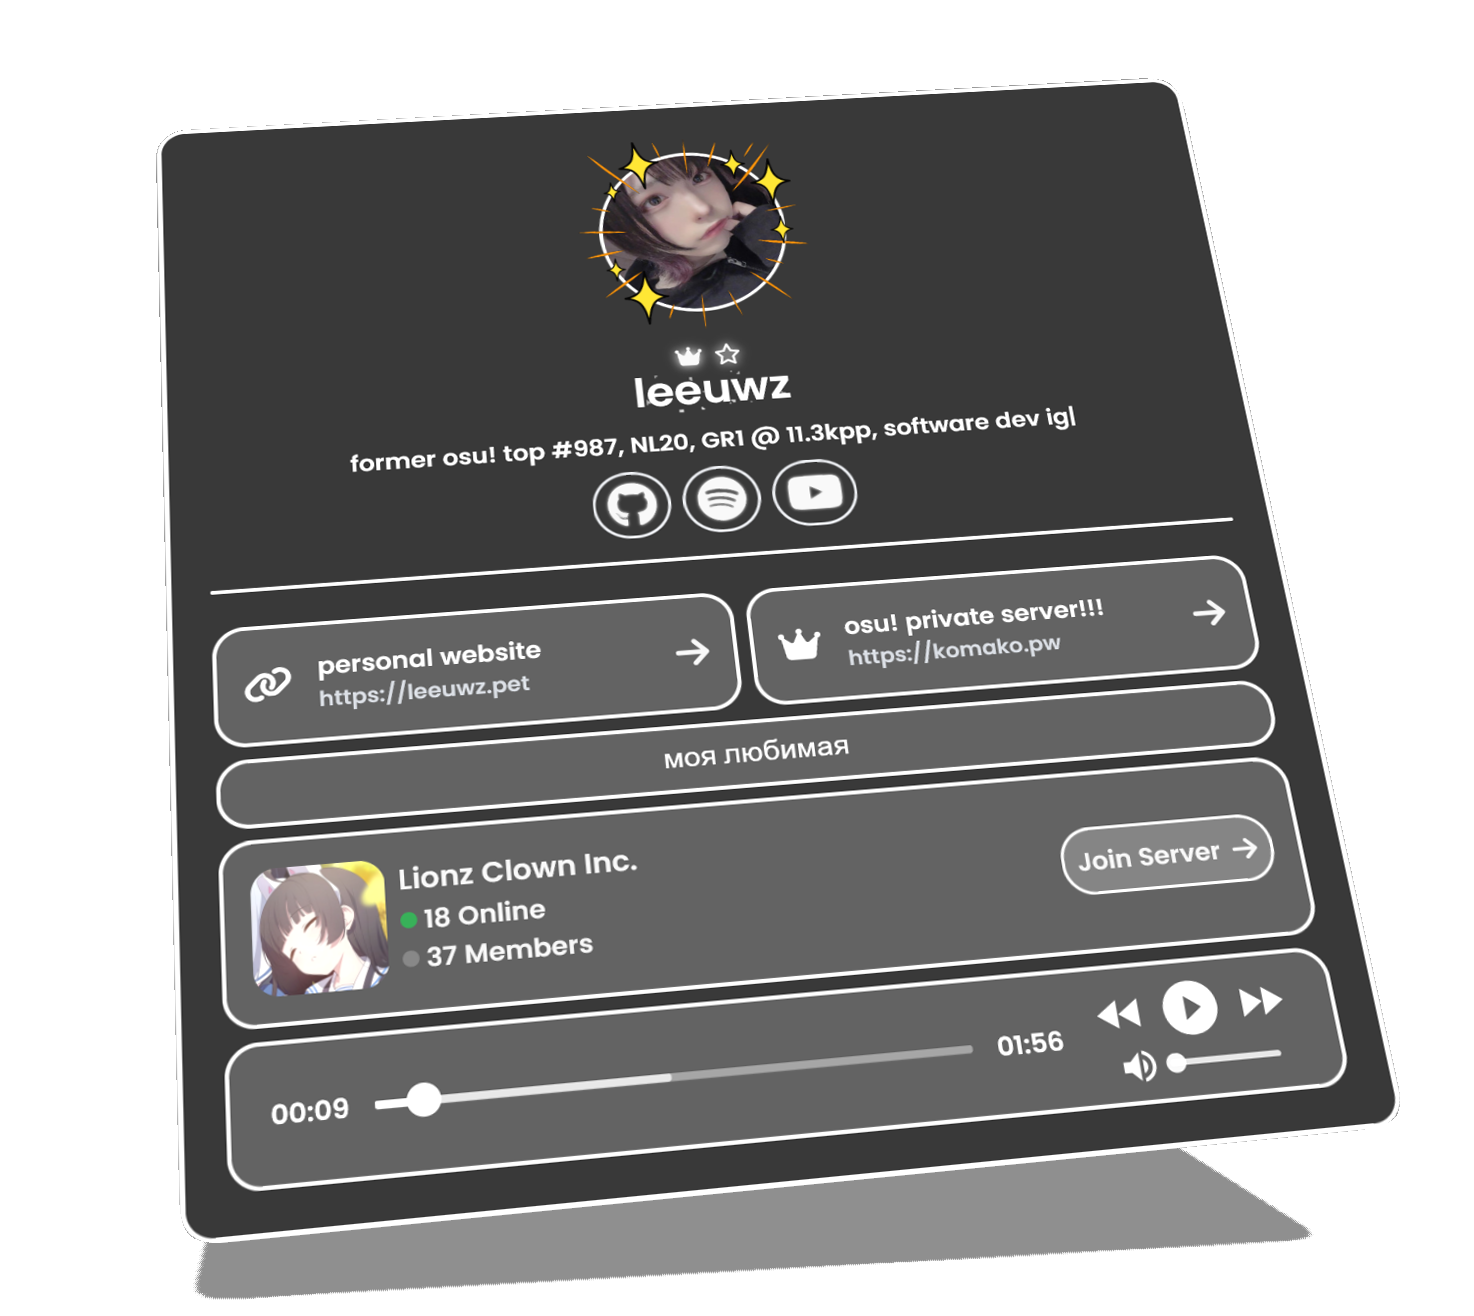 leeuwz
former osu! top #987, NL20, GR1 @ 11.3kpp, software dev ig|
personal website
https://leeuwz.pet
osu! private server!!!
https://komako.pw
моя любимая
Lionz Clown Inc.
18 Online
37 Members
Join Server
00:09
01:56